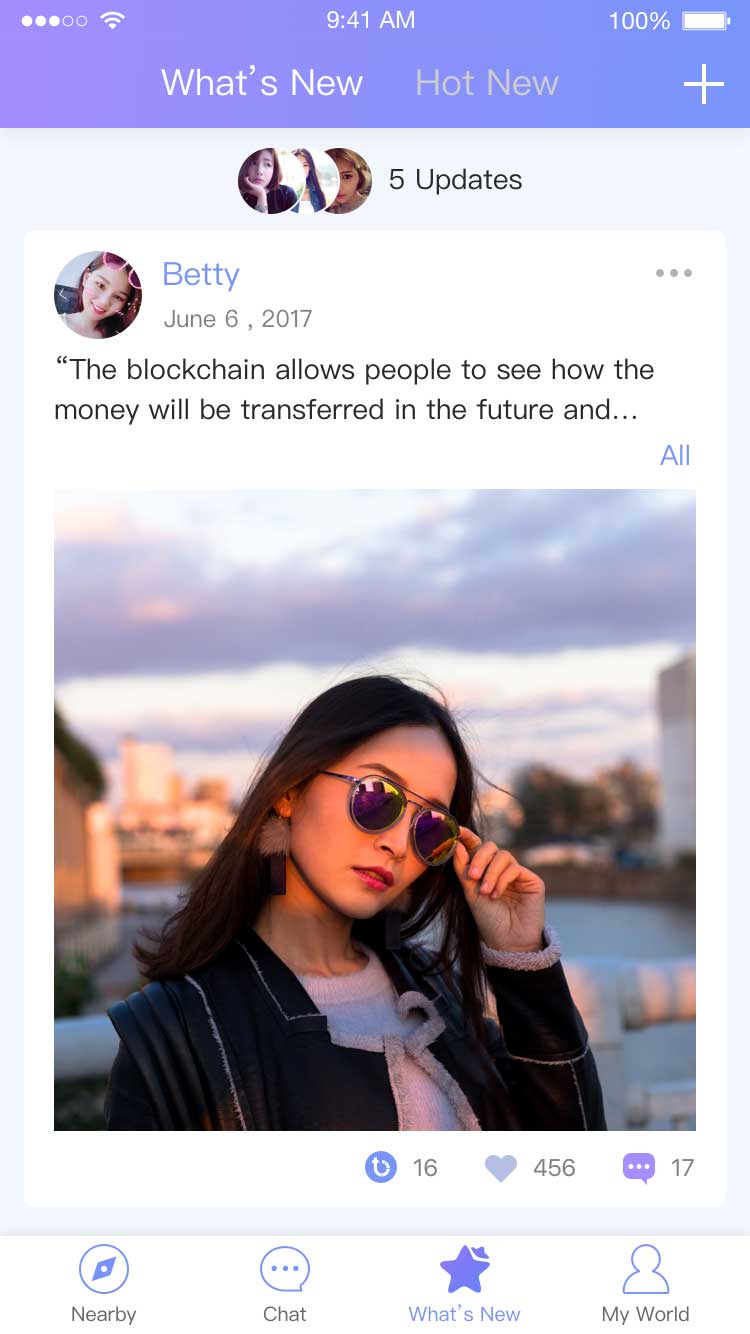 9:41 AM 100%
What's New Hot New
5 Updates
Betty
June 6 , 2017
“The blockchain allows people to see how the
money will be transferred in the future and...
All
16 456 17
Nearby Chat What's New My World